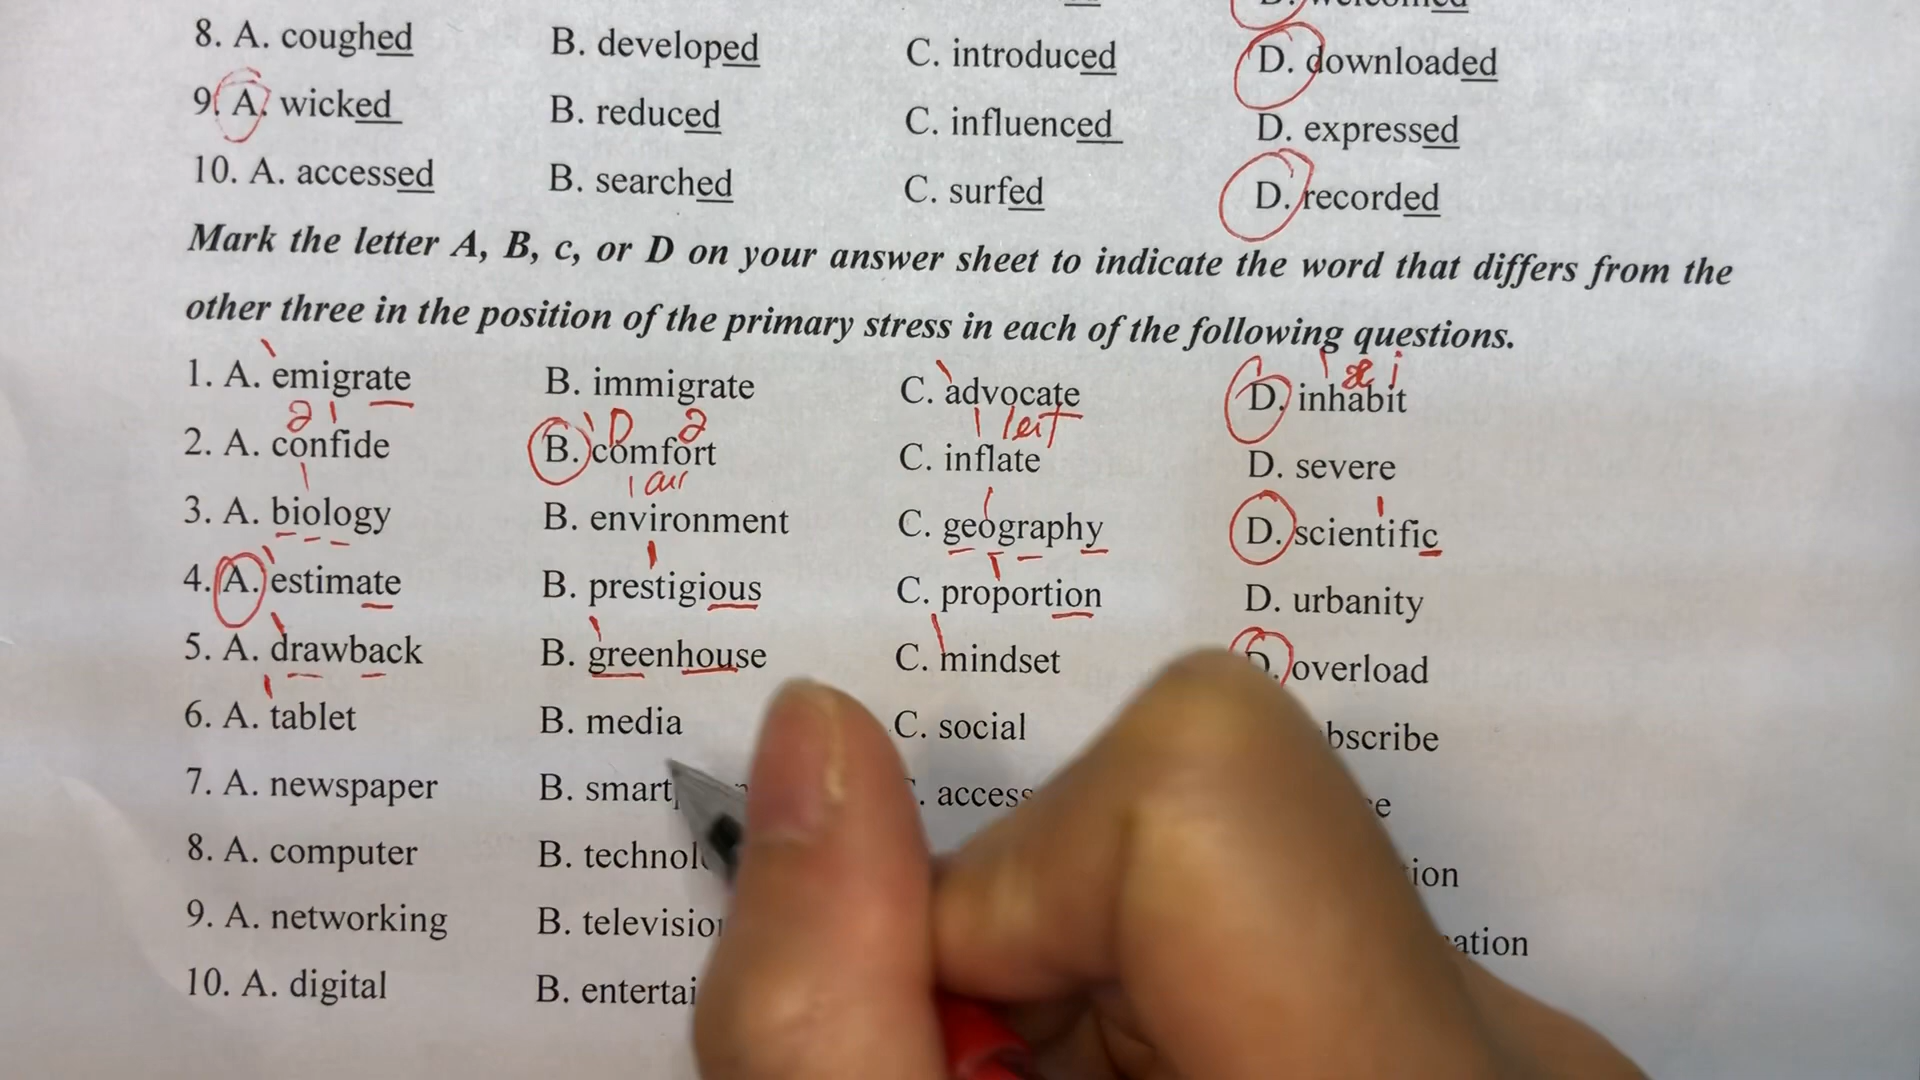 8. A. coughed B. developed C. introduced D. downloaded
9. A. wicked B. reduced C. influenced D. expressed
10. A. accessed B. searched C. surfed D. recorded
Mark the letter A, B, c, or D on your answer sheet to indicate the word that differs from the
other three in the position of the primary stress in each of the following questions.
1. A. emigrate B. immigrate C. advocate D. inhabit
2. A. confide B. comfort C. inflate D. severe
3. A. biology B. environment C. geography D. scientific
4. A. estimate B. prestigious C. proportion D. urbanity
5. A. drawback B. greenhouse C. mindset D. overload
6. A. tablet B. media C. social
7. A. newspaper B. C. access
8. A. computer B.
9. A. networking B.
10. A. digital B.